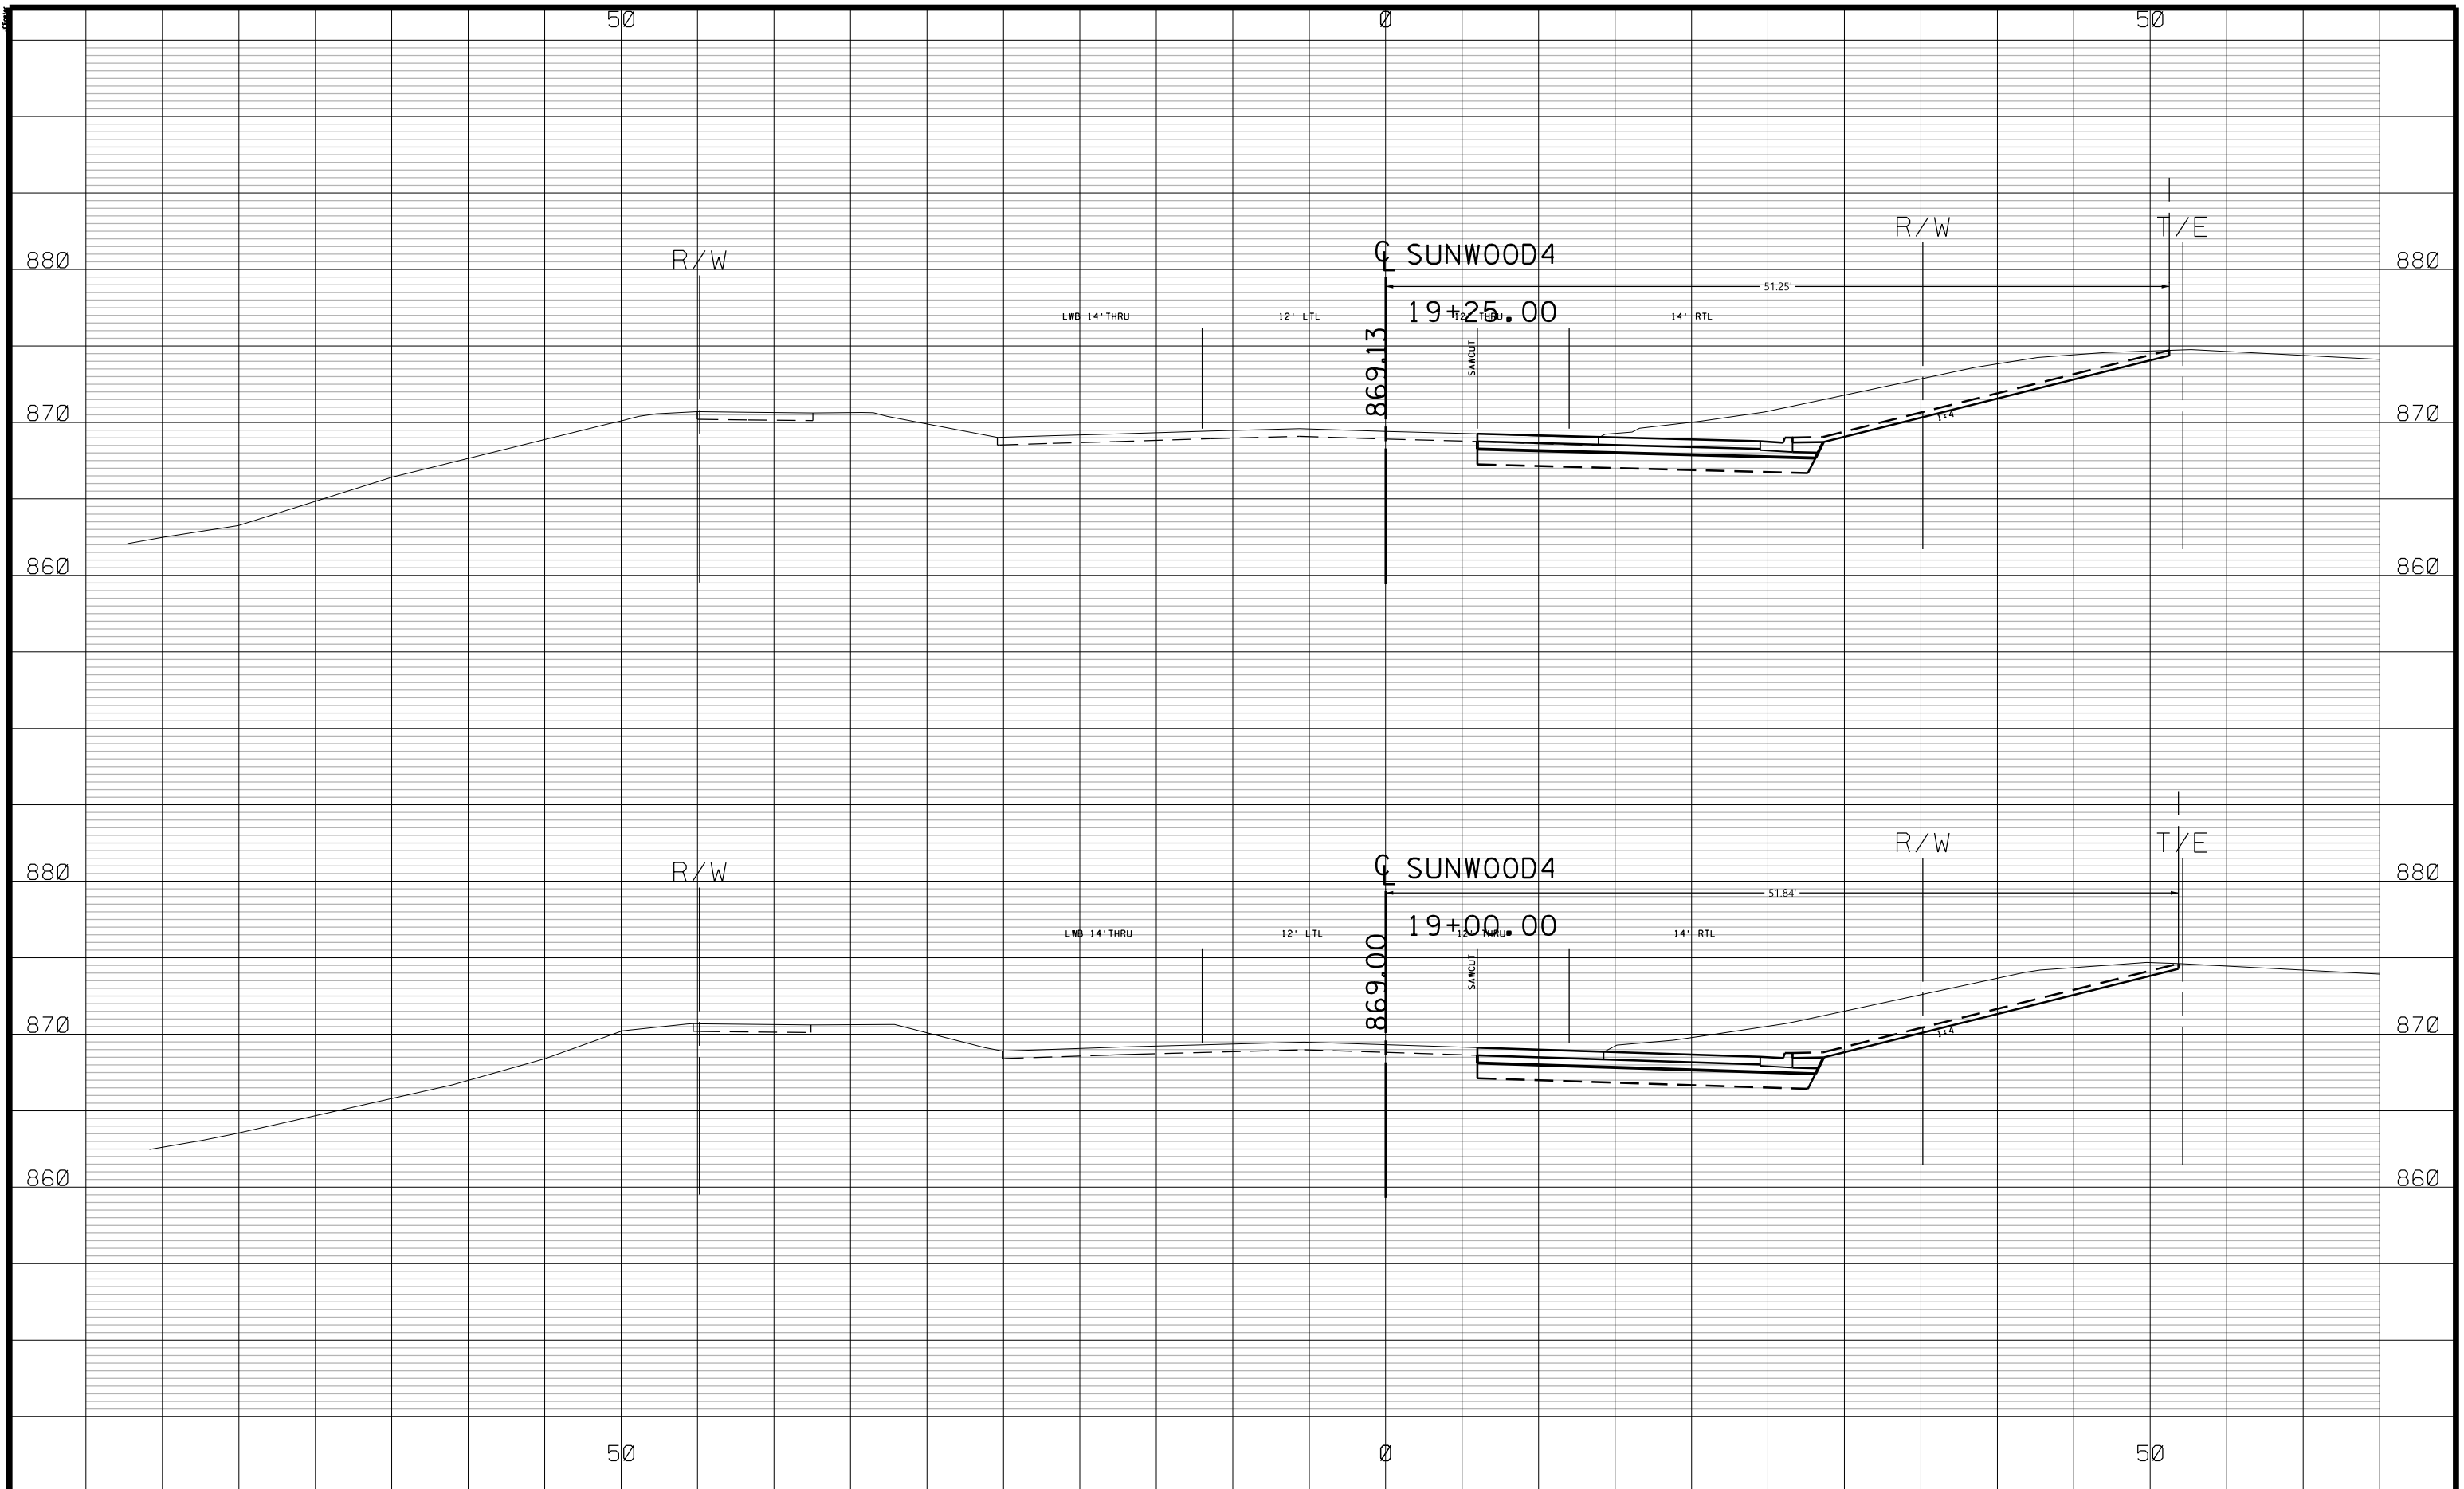 50 0 50
R/W T/E
R/W ℄ SUNWOOD4
880 880
51.25'
19+25.00
LWB 14'THRU 12' LTL 12' THRU 14' RTL
869.13
SAWCUT
870 870
1:4
860 860
R/W T/E
R/W ℄ SUNWOOD4
880 880
51.84'
19+00.00
LWB 14'THRU 12' LTL 12' THRU 14' RTL
869.00
SAWCUT
870 870
1:4
860 860
50 0 50